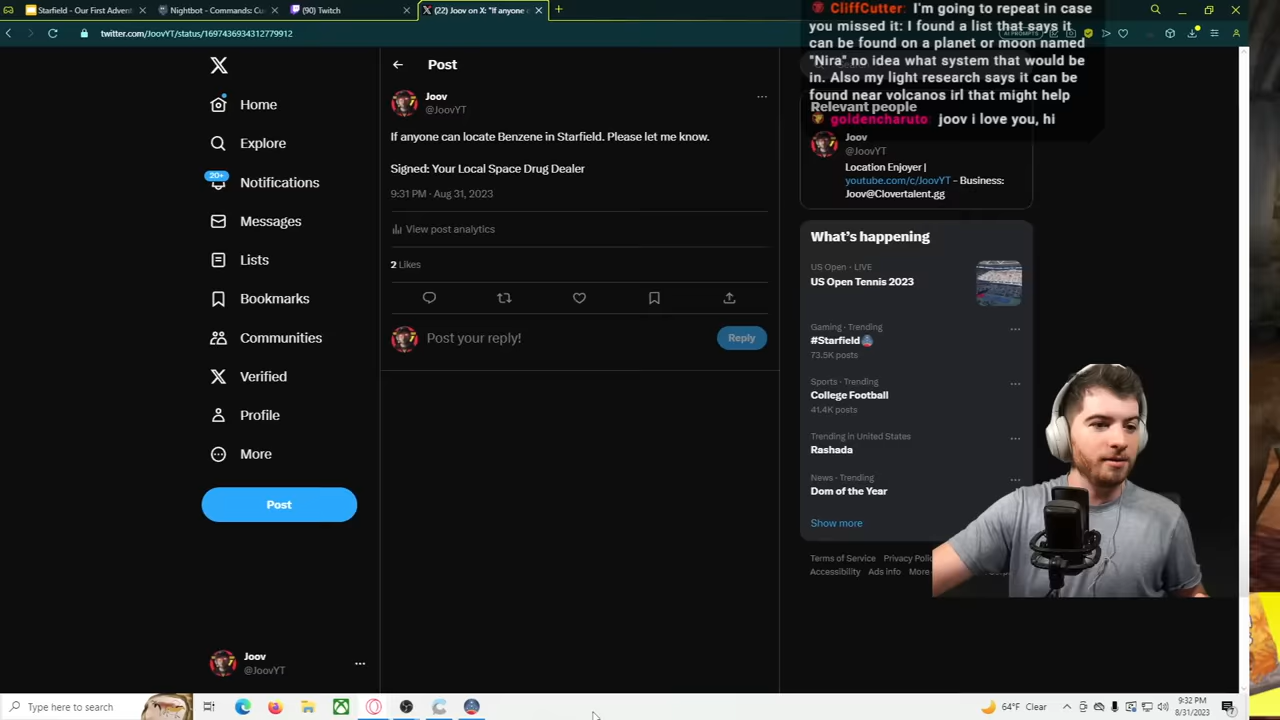 Starfield - Our First Advent
Nightbot - Commands: Cu
(90) Twitch
(22) Joov on X: "If anyone
twitter.com/JoovYT/status/1697436934312779912
CliffCutter: I'm going to repeat in case
you missed it: I found a list that says it
can be found on a planet or moon named
"Nira" no idea what system that would be
in. Also my light research says it can be
found near volcanos irl that might help
goldencharuto joov i love you, hi
Home
Explore
20+
Notifications
Messages
Lists
Bookmarks
Communities
Verified
Profile
More
Post
Joov
@JoovYT
Post
Joov
@JoovYT
If anyone can locate Benzene in Starfield. Please let me know.
Signed: Your Local Space Drug Dealer
9:31 PM · Aug 31, 2023
View post analytics
2 Likes
Post your reply!
Reply
Relevant people
Joov
@JoovYT
Location Enjoyer |
youtube.com/c/JoovYT - Business:
Joov@Clovertalent.gg
What's happening
US Open · LIVE
US Open Tennis 2023
Gaming · Trending
#Starfield
73.5K posts
Sports · Trending
College Football
41.4K posts
Trending in United States
Rashada
News · Trending
Dom of the Year
Show more
Terms of Service Privacy
Accessibility Ads info More
Type here to search
64°F Clear
9:32 PM
8/31/2023